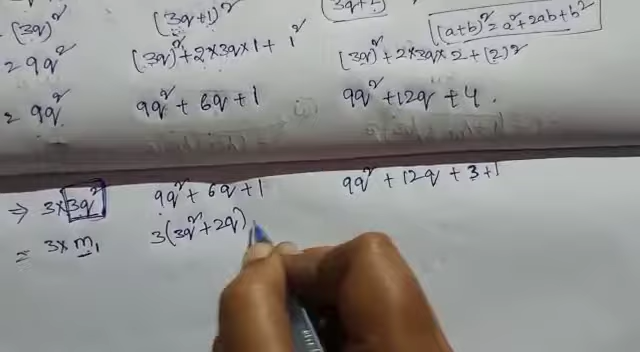 = (3q)² (3q+1)² (3q+2)²
(a+b)² = a²+2ab+b²
= 9q² (3q)²+2×3q×1+1² (3q)²+2×3q×2+(2)²
= 9q² 9q²+6q+1 9q²+12q+4.
⇒ 3×3q² 9q²+6q+1 9q²+12q+3+1
= 3×m₁ 3(3q²+2q)